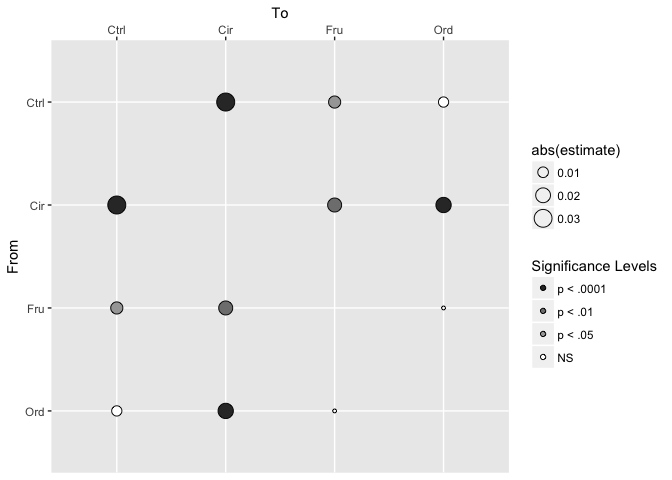 To
Ctrl Cir Fru Ord
From
Ctrl
Cir
Fru
Ord
abs(estimate)
0.01
0.02
0.03
Significance Levels
p < .0001
p < .01
p < .05
NS